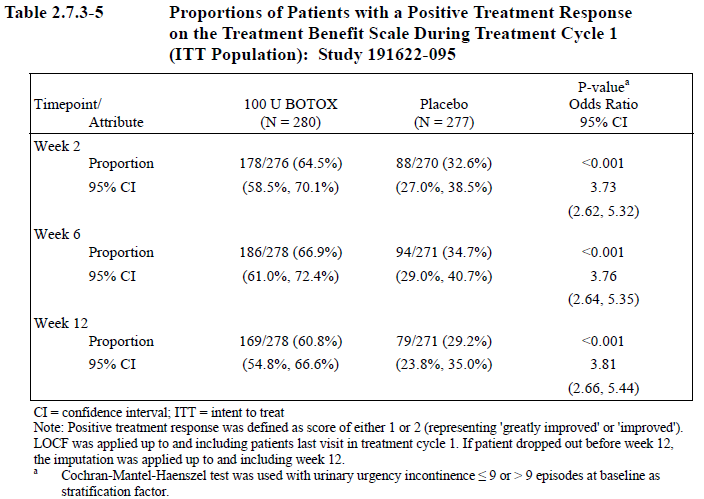 Table 2.7.3-5 Proportions of Patients with a Positive Treatment Response
on the Treatment Benefit Scale During Treatment Cycle 1
(ITT Population): Study 191622-095
P-valueᵃ
Timepoint/ 100 U BOTOX Placebo Odds Ratio
Attribute (N = 280) (N = 277) 95% CI
Week 2
Proportion 178/276 (64.5%) 88/270 (32.6%) <0.001
95% CI (58.5%, 70.1%) (27.0%, 38.5%) 3.73
(2.62, 5.32)
Week 6
Proportion 186/278 (66.9%) 94/271 (34.7%) <0.001
95% CI (61.0%, 72.4%) (29.0%, 40.7%) 3.76
(2.64, 5.35)
Week 12
Proportion 169/278 (60.8%) 79/271 (29.2%) <0.001
95% CI (54.8%, 66.6%) (23.8%, 35.0%) 3.81
(2.66, 5.44)
CI = confidence interval; ITT = intent to treat
Note: Positive treatment response was defined as score of either 1 or 2 (representing 'greatly improved' or 'improved').
LOCF was applied up to and including patients last visit in treatment cycle 1. If patient dropped out before week 12,
the imputation was applied up to and including week 12.
ᵃ Cochran-Mantel-Haenszel test was used with urinary urgency incontinence ≤ 9 or > 9 episodes at baseline as
stratification factor.